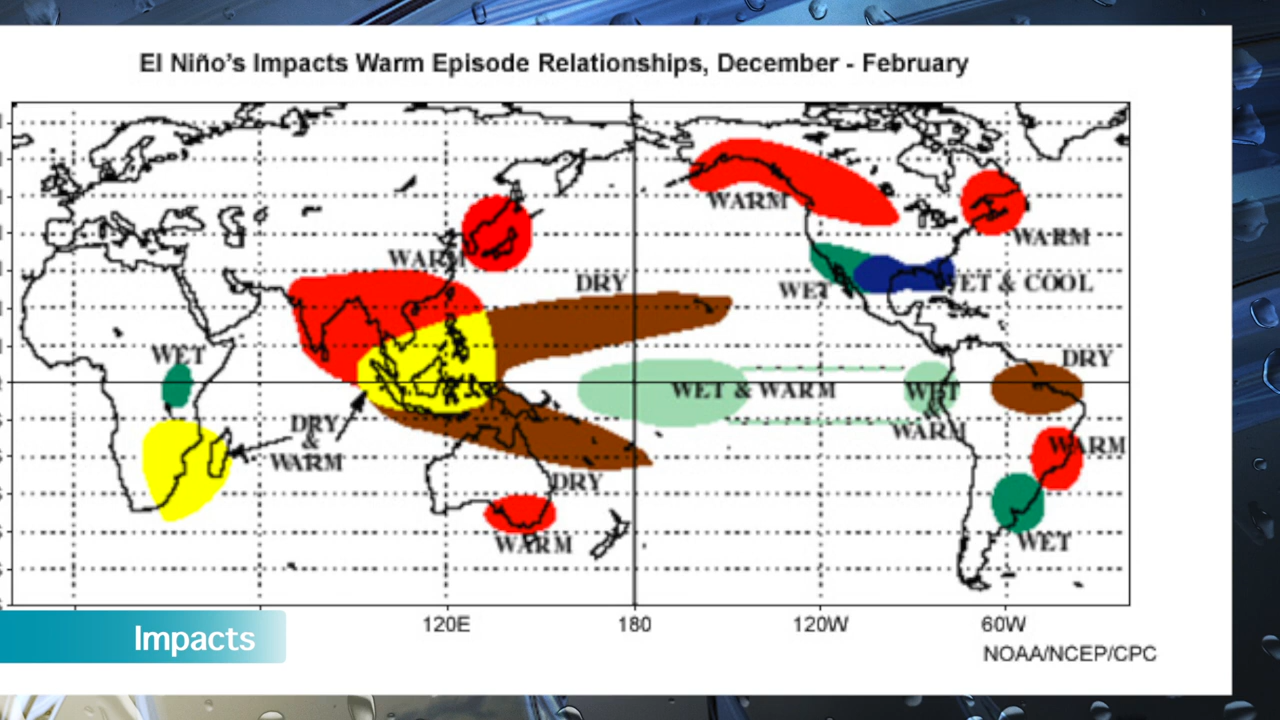 El Niño's Impacts Warm Episode Relationships, December - February
WARM
WARM
WARM
DRY
WET
WET & COOL
WET
DRY
WET & WARM
WET
WARM
DRY
&
WARM
WARM
DRY
WARM
WET
120E
180
120W
60W
Impacts
NOAA/NCEP/CPC